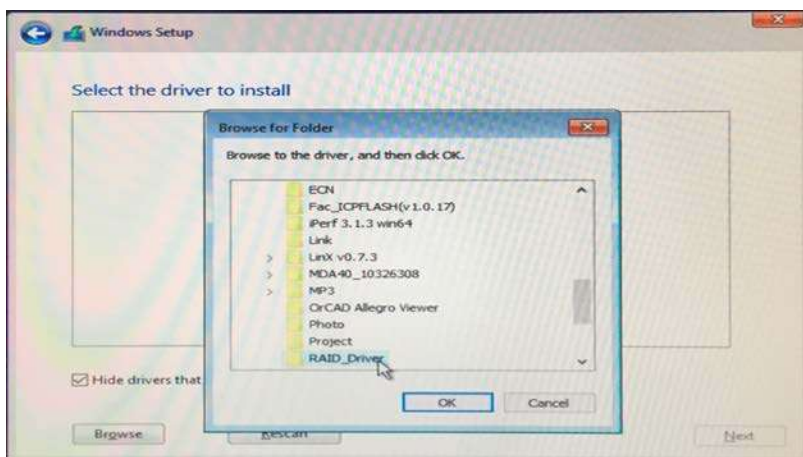 Windows Setup
Select the driver to install
Browse for Folder
Browse to the driver, and then click OK.
ECN
Fac_ICPFLASH(v1.0.17)
iPerf 3.1.3 win64
Link
LinX v0.7.3
MDA40_10326308
MP3
OrCAD Allegro Viewer
Photo
Project
RAID_Driver
Hide drivers that
OK Cancel
Browse Rescan Next